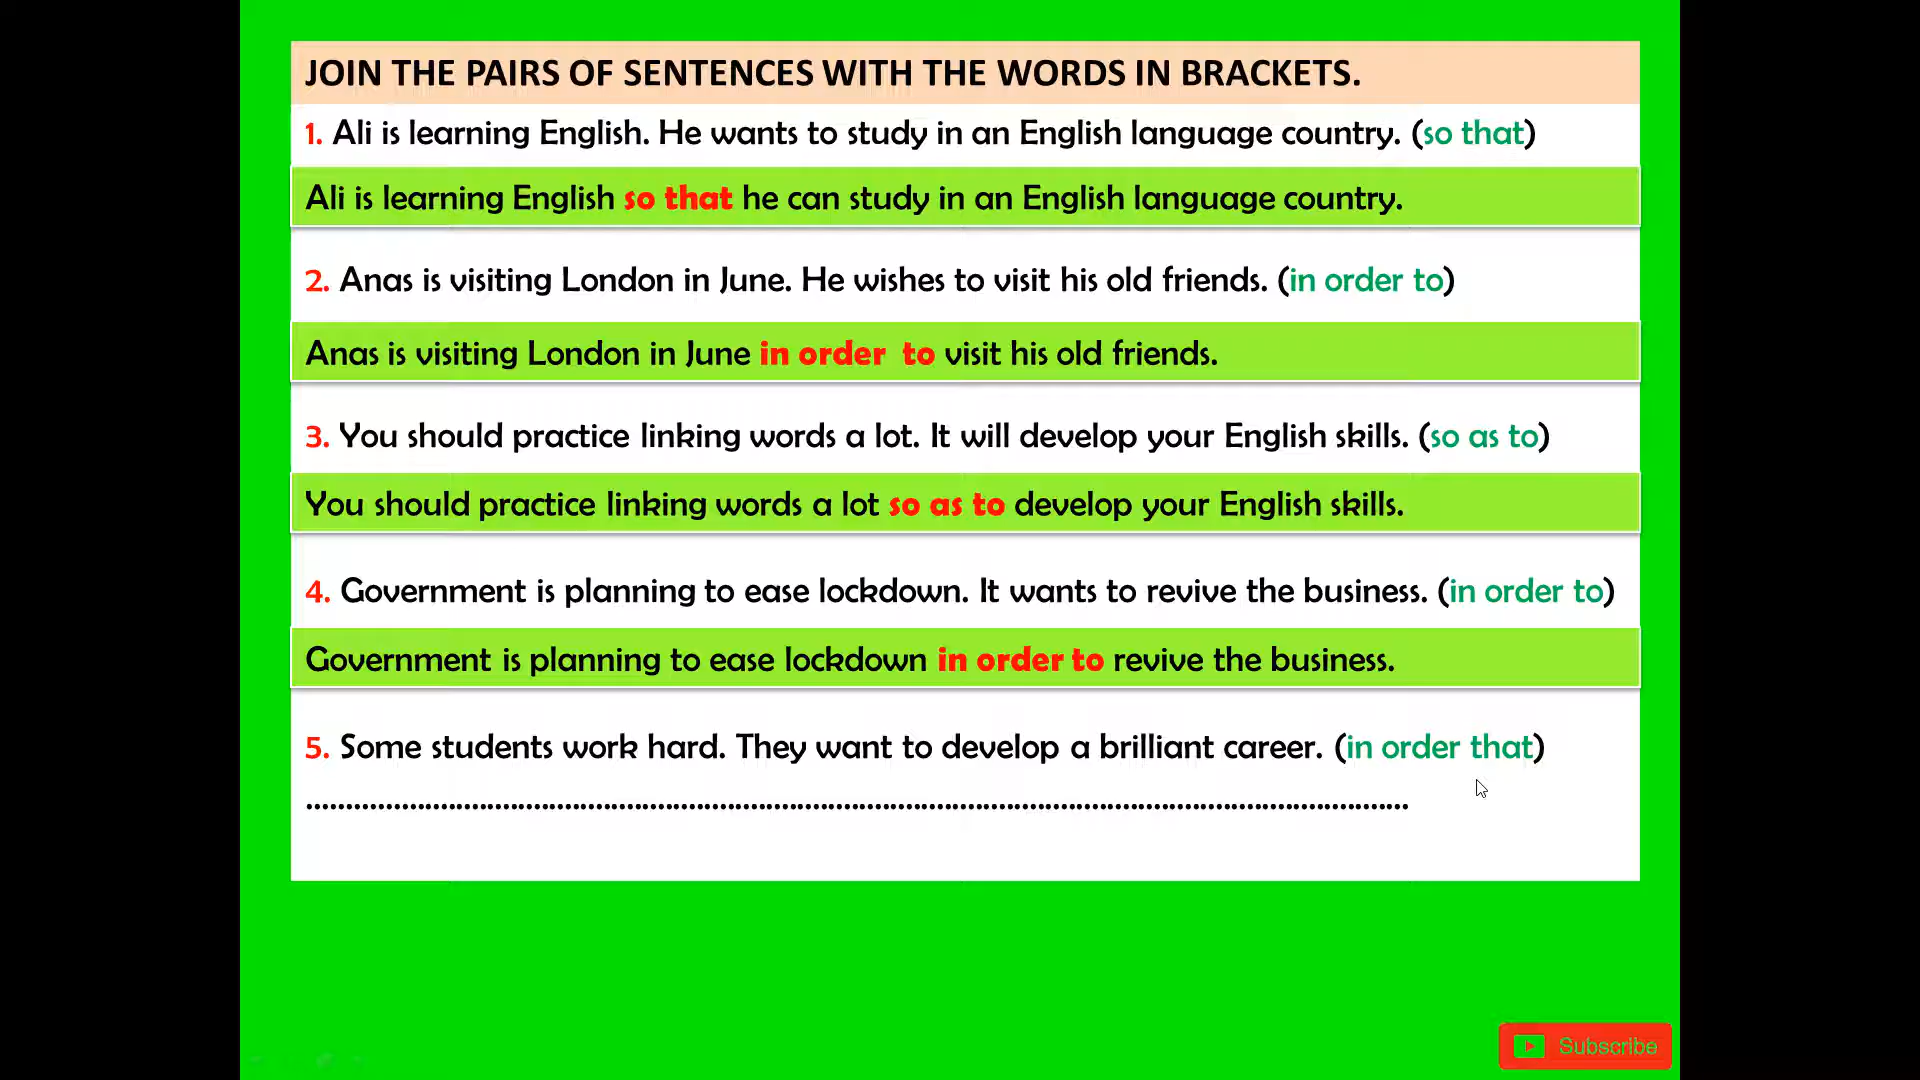 JOIN THE PAIRS OF SENTENCES WITH THE WORDS IN BRACKETS.
1. Ali is learning English. He wants to study in an English language country. (so that)
Ali is learning English so that he can study in an English language country.
2. Anas is visiting London in June. He wishes to visit his old friends. (in order to)
Anas is visiting London in June in order to visit his old friends.
3. You should practice linking words a lot. It will develop your English skills. (so as to)
You should practice linking words a lot so as to develop your English skills.
4. Government is planning to ease lockdown. It wants to revive the business. (in order to)
Government is planning to ease lockdown in order to revive the business.
5. Some students work hard. They want to develop a brilliant career. (in order that)
................................................................................................................................
Subscribe